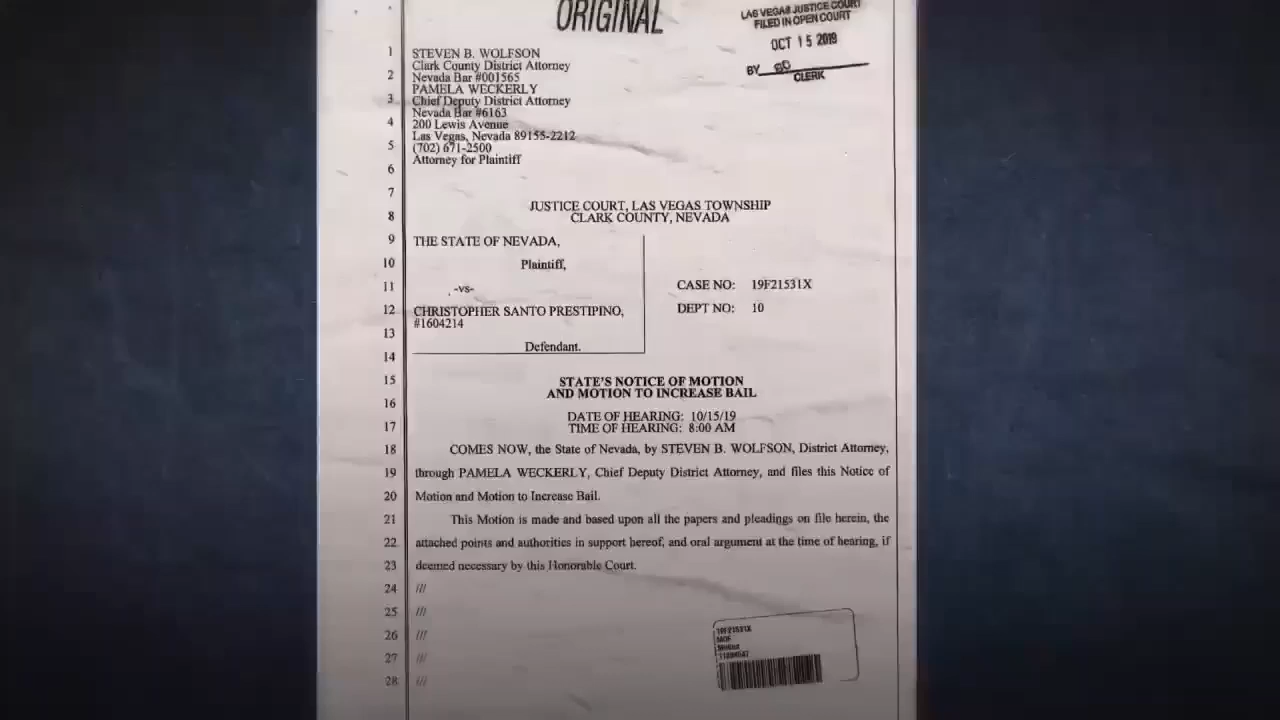 ORIGINAL
LAS VEGAS JUSTICE COURT
FILED IN OPEN COURT
OCT 15 2019
BY
CLERK
1 STEVEN B. WOLFSON
Clark County District Attorney
2 Nevada Bar #001565
PAMELA WECKERLY
3 Chief Deputy District Attorney
Nevada Bar #6163
4 200 Lewis Avenue
Las Vegas, Nevada 89155-2212
5 (702) 671-2500
Attorney for Plaintiff
6
7
JUSTICE COURT, LAS VEGAS TOWNSHIP
8 CLARK COUNTY, NEVADA
9 THE STATE OF NEVADA,
10 Plaintiff,
11 -vs- CASE NO: 19F21531X
12 CHRISTOPHER SANTO PRESTIPINO, DEPT NO: 10
#1604214
13
Defendant.
14
15 STATE'S NOTICE OF MOTION
AND MOTION TO INCREASE BAIL
16
DATE OF HEARING: 10/15/19
17 TIME OF HEARING: 8:00 AM
18 COMES NOW, the State of Nevada, by STEVEN B. WOLFSON, District Attorney,
19 through PAMELA WECKERLY, Chief Deputy District Attorney, and files this Notice of
20 Motion and Motion to Increase Bail.
21 This Motion is made and based upon all the papers and pleadings on file herein, the
22 attached points and authorities in support hereof, and oral argument at the time of hearing, if
23 deemed necessary by this Honorable Court.
24 ///
25 ///
26 ///
27 ///
28 ///
19F21531X
Motion